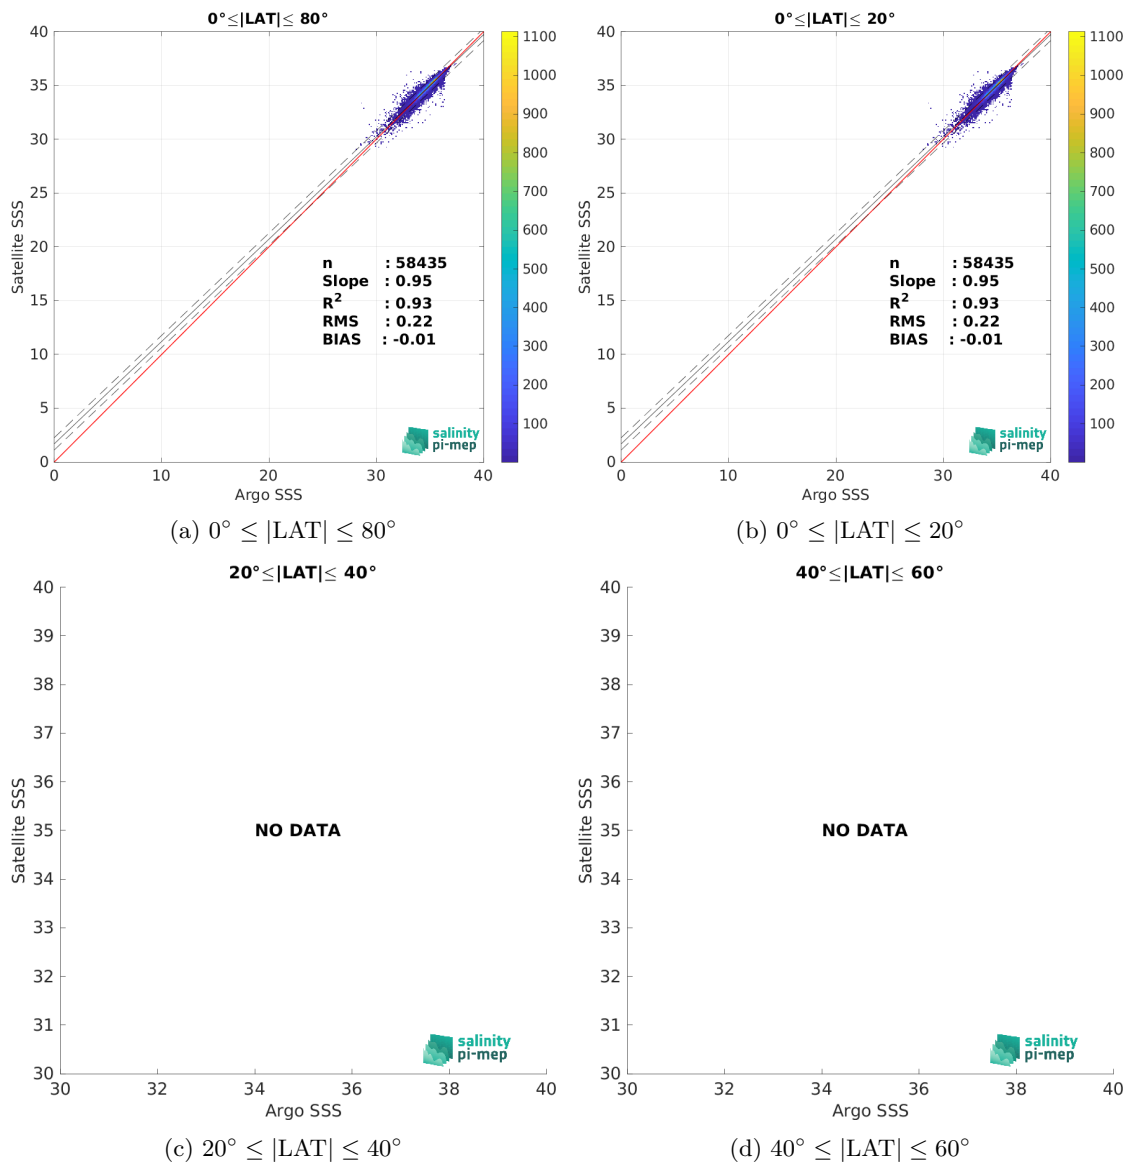 0°≤|LAT|≤ 80°
40
35
30
25
20
15
10
5
0
0
10
20
30
40
Satellite SSS
Argo SSS
n : 58435
Slope : 0.95
R² : 0.93
RMS : 0.22
BIAS : -0.01
salinity
pi-mep
1100
1000
900
800
700
600
500
400
300
200
100
(a) 0° ≤ |LAT| ≤ 80°
0°≤|LAT|≤ 20°
40
35
30
25
20
15
10
5
0
0
10
20
30
40
Satellite SSS
Argo SSS
n : 58435
Slope : 0.95
R² : 0.93
RMS : 0.22
BIAS : -0.01
salinity
pi-mep
1100
1000
900
800
700
600
500
400
300
200
100
(b) 0° ≤ |LAT| ≤ 20°
20°≤|LAT|≤ 40°
40
39
38
37
36
35
34
33
32
31
30
30
32
34
36
38
40
Satellite SSS
Argo SSS
NO DATA
salinity
pi-mep
(c) 20° ≤ |LAT| ≤ 40°
40°≤|LAT|≤ 60°
40
39
38
37
36
35
34
33
32
31
30
30
32
34
36
38
40
Satellite SSS
Argo SSS
NO DATA
salinity
pi-mep
(d) 40° ≤ |LAT| ≤ 60°